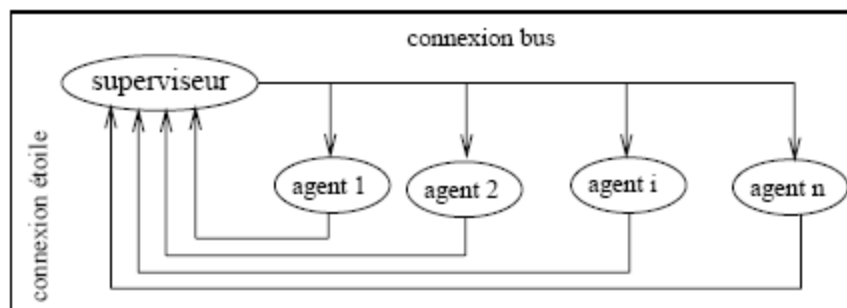 connexion bus
superviseur
connexion étoile
agent 1
agent 2
agent i
agent n